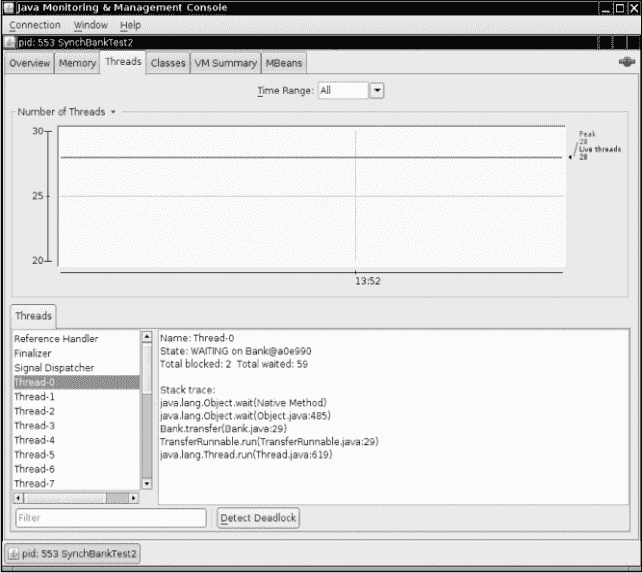 Java Monitoring & Management Console
Connection Window Help
pid: 553 SynchBankTest2
Overview Memory Threads Classes VM Summary MBeans
Time Range: All
Number of Threads
30
25
20
Peak
28
Live threads
28
13:52
Threads
Reference Handler
Finalizer
Signal Dispatcher
Thread-0
Thread-1
Thread-2
Thread-3
Thread-4
Thread-5
Thread-6
Thread-7
Name: Thread-0
State: WAITING on Bank@a0e990
Total blocked: 2 Total waited: 59
Stack trace:
java.lang.Object.wait(Native Method)
java.lang.Object.wait(Object.java:485)
Bank.transfer(Bank.java:29)
TransferRunnable.run(TransferRunnable.java:29)
java.lang.Thread.run(Thread.java:619)
Filter
Detect Deadlock
pid: 553 SynchBankTest2